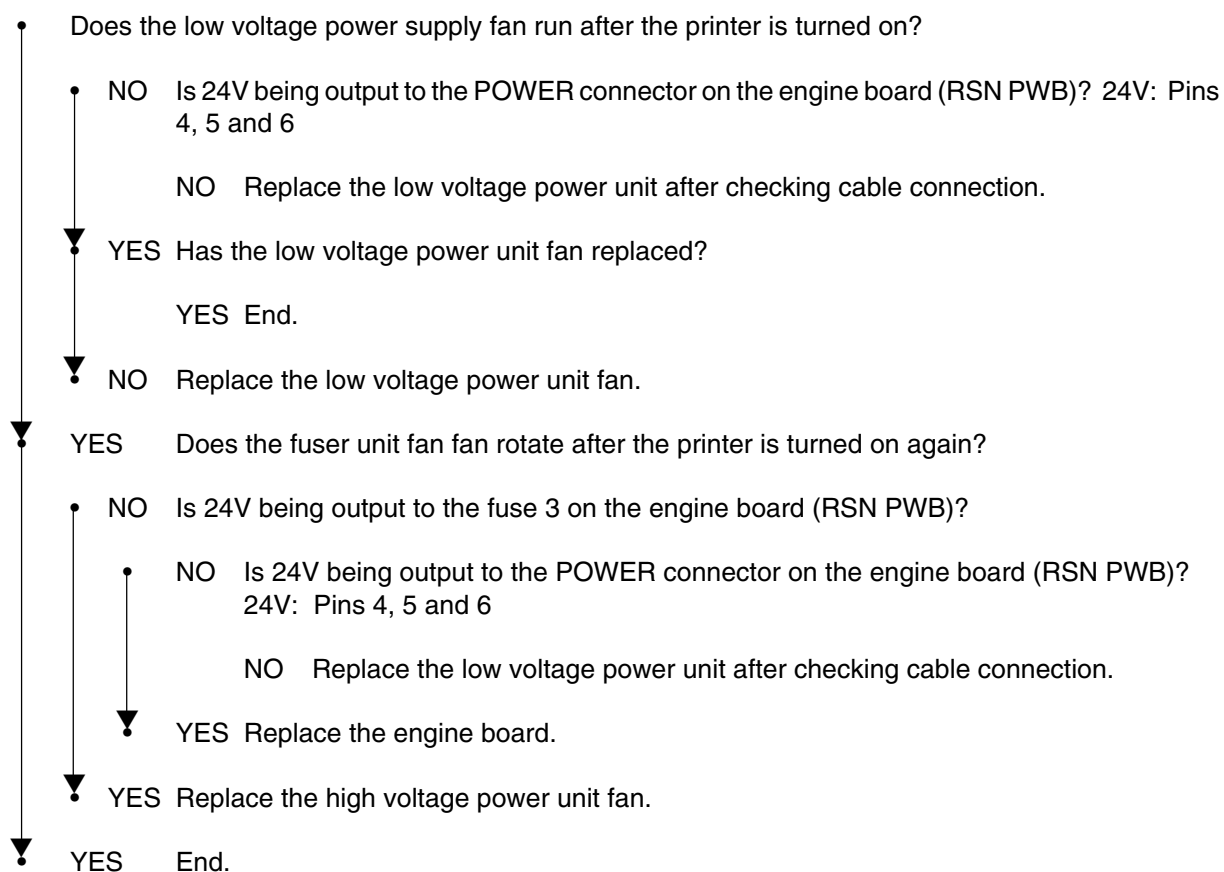 Does the low voltage power supply fan run after the printer is turned on?
NO Is 24V being output to the POWER connector on the engine board (RSN PWB)? 24V: Pins
4, 5 and 6
NO Replace the low voltage power unit after checking cable connection.
YES Has the low voltage power unit fan replaced?
YES End.
NO Replace the low voltage power unit fan.
YES Does the fuser unit fan fan rotate after the printer is turned on again?
NO Is 24V being output to the fuse 3 on the engine board (RSN PWB)?
NO Is 24V being output to the POWER connector on the engine board (RSN PWB)?
24V: Pins 4, 5 and 6
NO Replace the low voltage power unit after checking cable connection.
YES Replace the engine board.
YES Replace the high voltage power unit fan.
YES End.